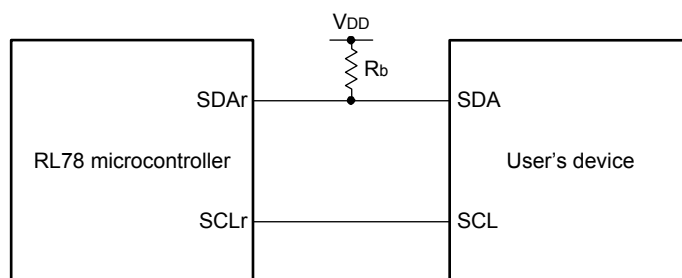 VDD
Rb
SDAr
SDA
RL78 microcontroller
User's device
SCLr
SCL